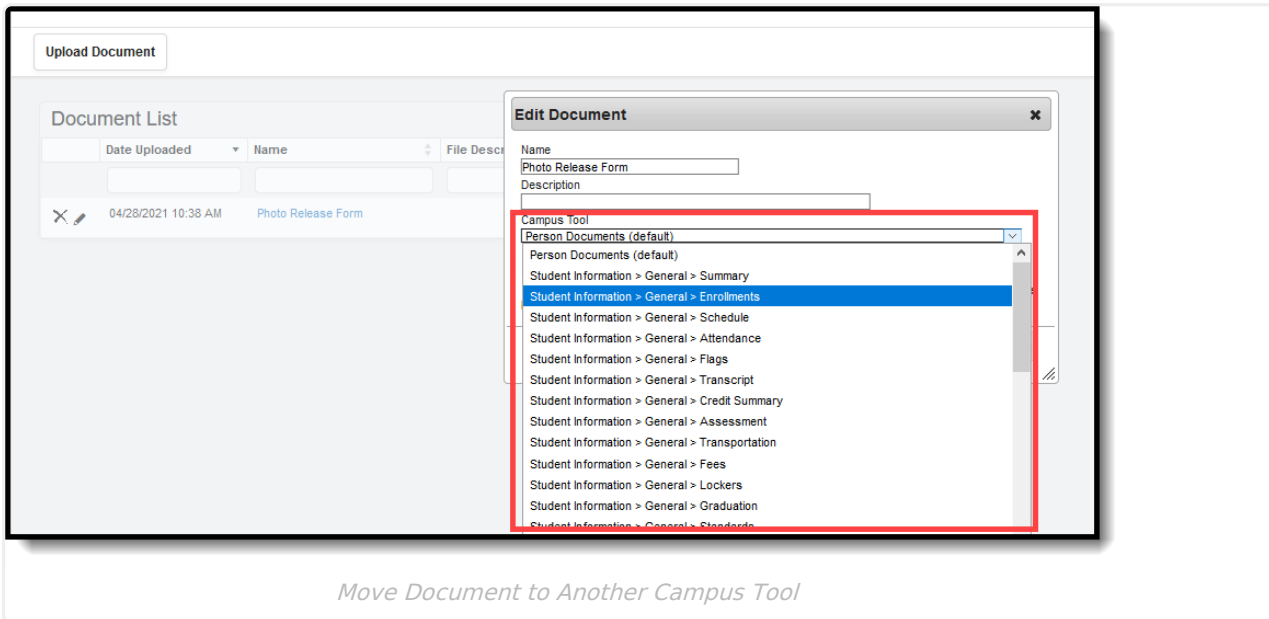 Upload Document
Document List
Date Uploaded Name File Descr
04/28/2021 10:38 AM Photo Release Form
Edit Document
Name
Photo Release Form
Description
Campus Tool
Person Documents (default)
Person Documents (default)
Student Information > General > Summary
Student Information > General > Enrollments
Student Information > General > Schedule
Student Information > General > Attendance
Student Information > General > Flags
Student Information > General > Transcript
Student Information > General > Credit Summary
Student Information > General > Assessment
Student Information > General > Transportation
Student Information > General > Fees
Student Information > General > Lockers
Student Information > General > Graduation
Student Information > General > Standards
Move Document to Another Campus Tool